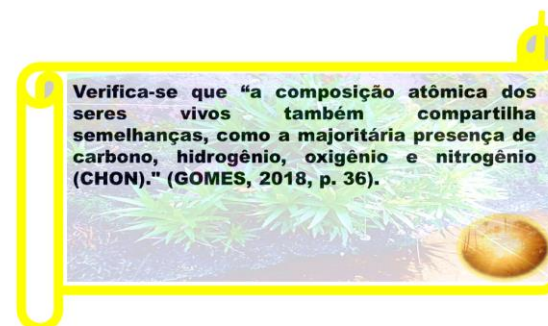 Verifica-se que “a composição atômica dos
seres vivos também compartilha
semelhanças, como a majoritária presença de
carbono, hidrogênio, oxigênio e nitrogênio
(CHON)." (GOMES, 2018, p. 36).